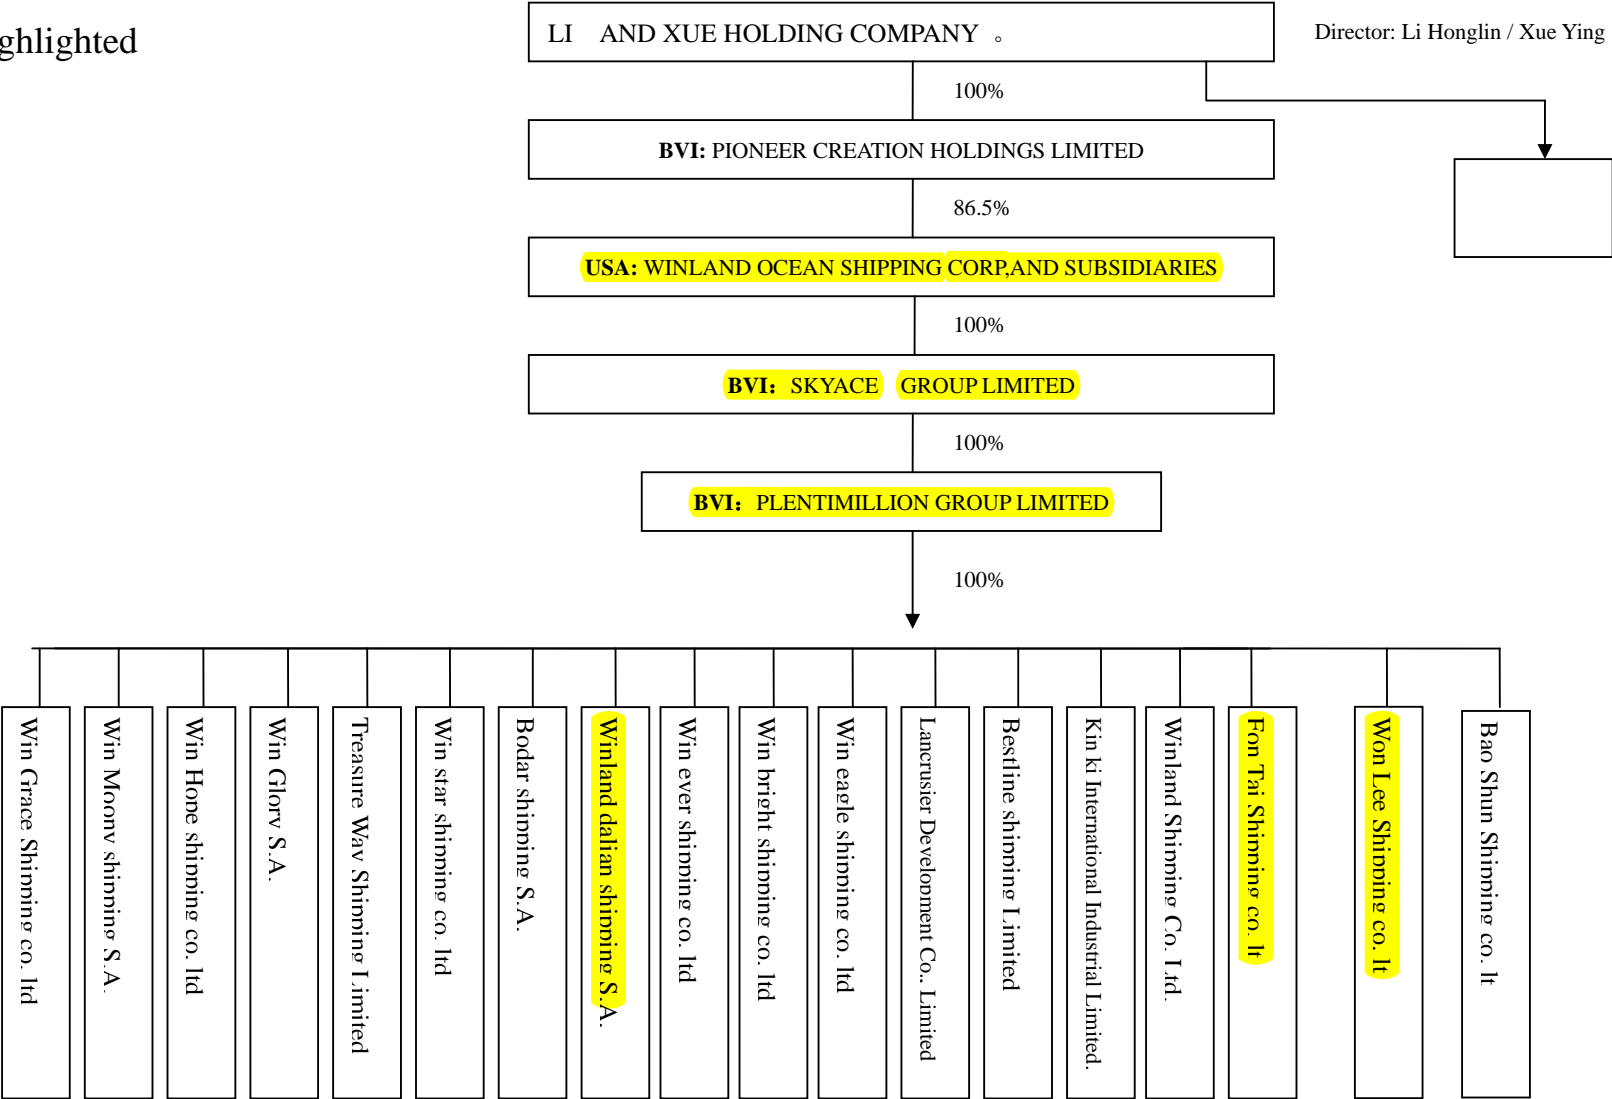 ghlighted
LI AND XUE HOLDING COMPANY 。
Director: Li Honglin / Xue Ying
100%
BVI: PIONEER CREATION HOLDINGS LIMITED
86.5%
USA: WINLAND OCEAN SHIPPING CORP,AND SUBSIDIARIES
100%
BVI：SKYACE GROUP LIMITED
100%
BVI：PLENTIMILLION GROUP LIMITED
100%
Win Grace Shipping co. ltd
Win Moony shipping S.A.
Win Hope shipping co. ltd
Win Glory S.A.
Treasure Way Shipping Limited
Win star shipping co. ltd
Bodar shipping S.A.
Winland dalian shipping S.A.
Win ever shipping co. ltd
Win bright shipping co. ltd
Win eagle shipping co. ltd
Lancrusier Development Co., Limited
Bestline shipping Limited
Kin ki International Industrial Limited.
Winland Shipping Co. Ltd.
Fon Tai Shipping co. lt
Won Lee Shipping co. lt
Bao Shun Shipping co. lt